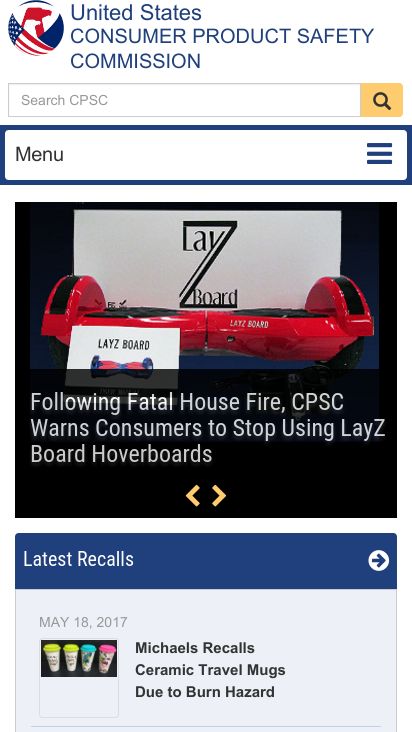 United States
CONSUMER PRODUCT SAFETY
COMMISSION
Search CPSC
Menu
Lay
Z
Board
LAYZ BOARD
LAYZ BOARD
Following Fatal House Fire, CPSC
Warns Consumers to Stop Using LayZ
Board Hoverboards
Latest Recalls
MAY 18, 2017
Michaels Recalls
Ceramic Travel Mugs
Due to Burn Hazard